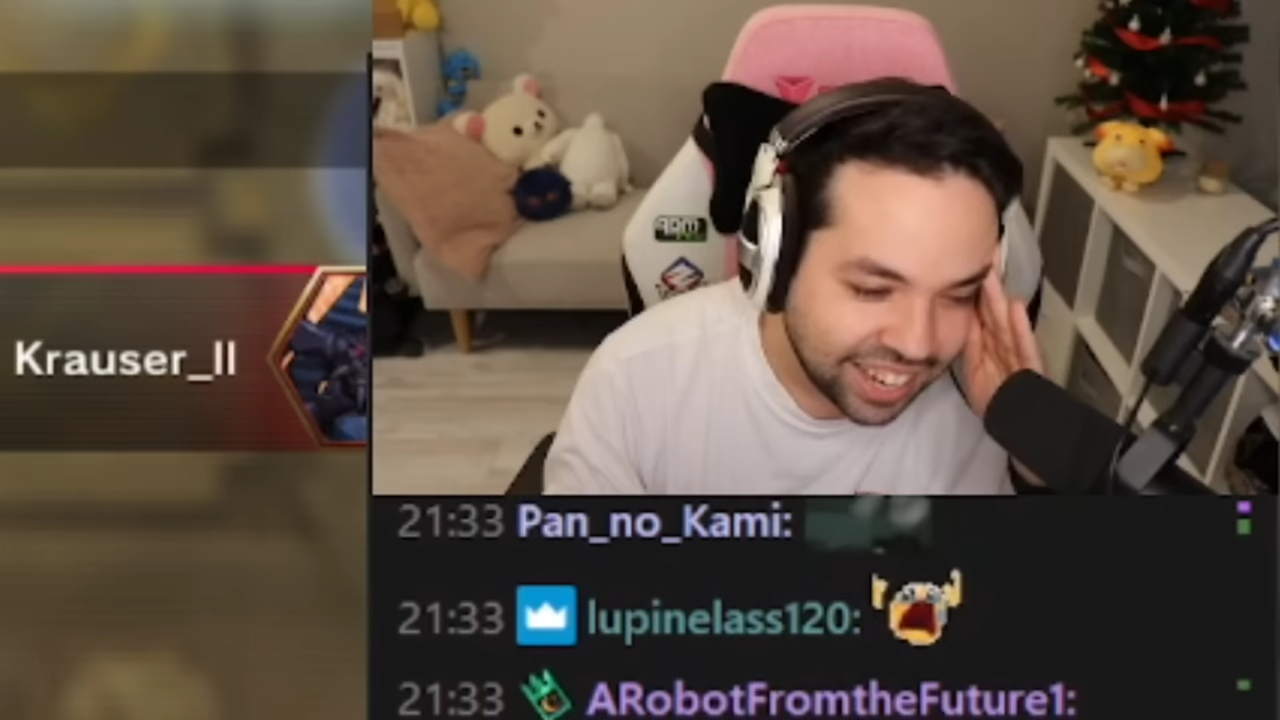 Krauser_II
21:33 Pan_no_Kami:
21:33 lupinelass120:
21:33 ARobotFromtheFuture1: